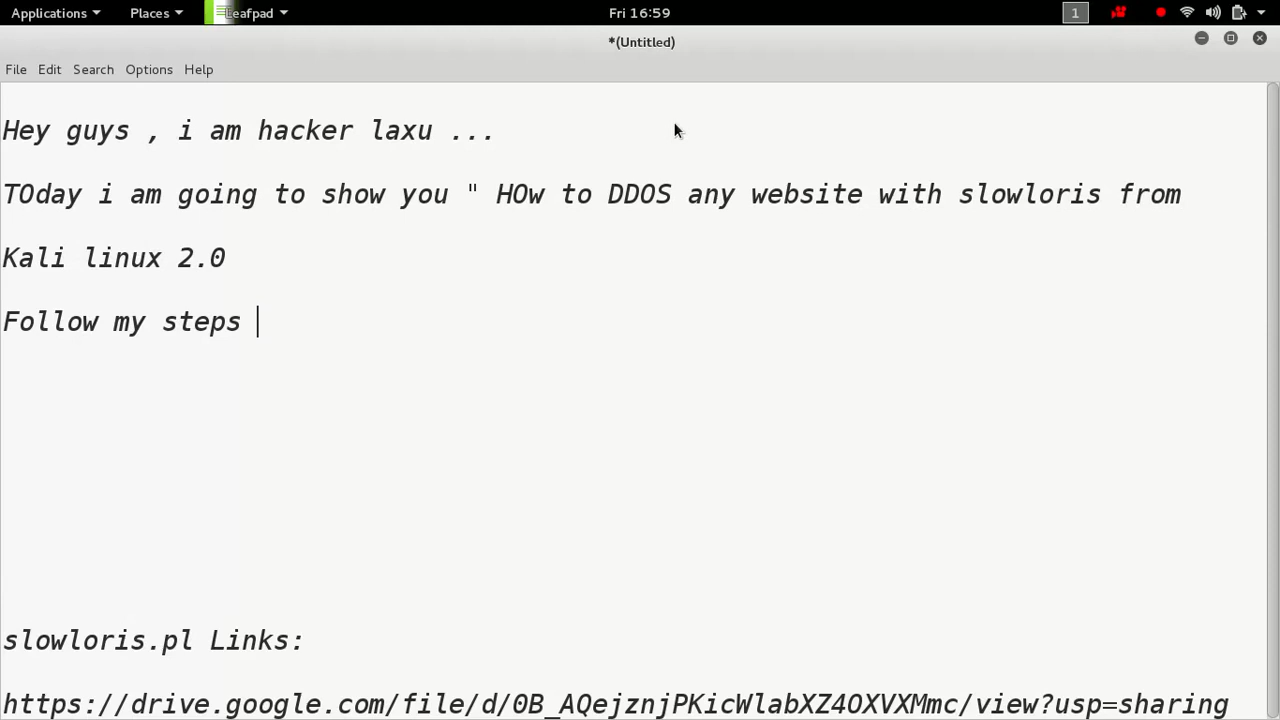 Applications Places Leafpad Fri 16:59 1
*(Untitled)
File Edit Search Options Help
Hey guys , i am hacker laxu ...
TOday i am going to show you " HOw to DDOS any website with slowloris from
Kali linux 2.0
Follow my steps
slowloris.pl Links:
https://drive.google.com/file/d/0B_AQejznjPKicWlabXZ4OXVXMmc/view?usp=sharing